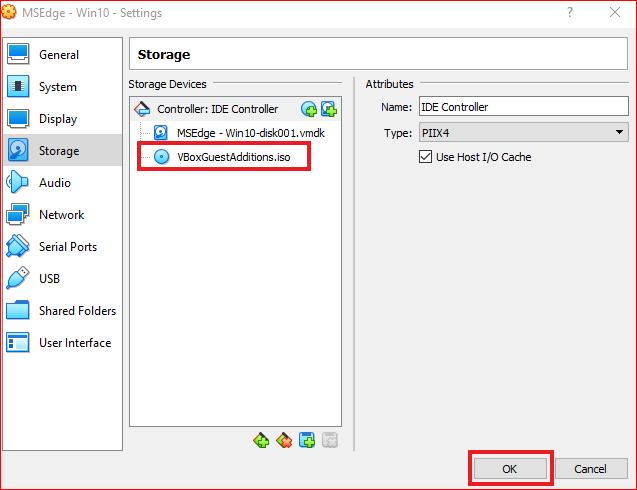 MSEdge - Win10 - Settings
?
General
System
Display
Storage
Audio
Network
Serial Ports
USB
Shared Folders
User Interface
Storage
Storage Devices
Controller: IDE Controller
MSEdge - Win10-disk001.vmdk
VBoxGuestAdditions.iso
Attributes
Name: IDE Controller
Type: PIIX4
Use Host I/O Cache
OK
Cancel